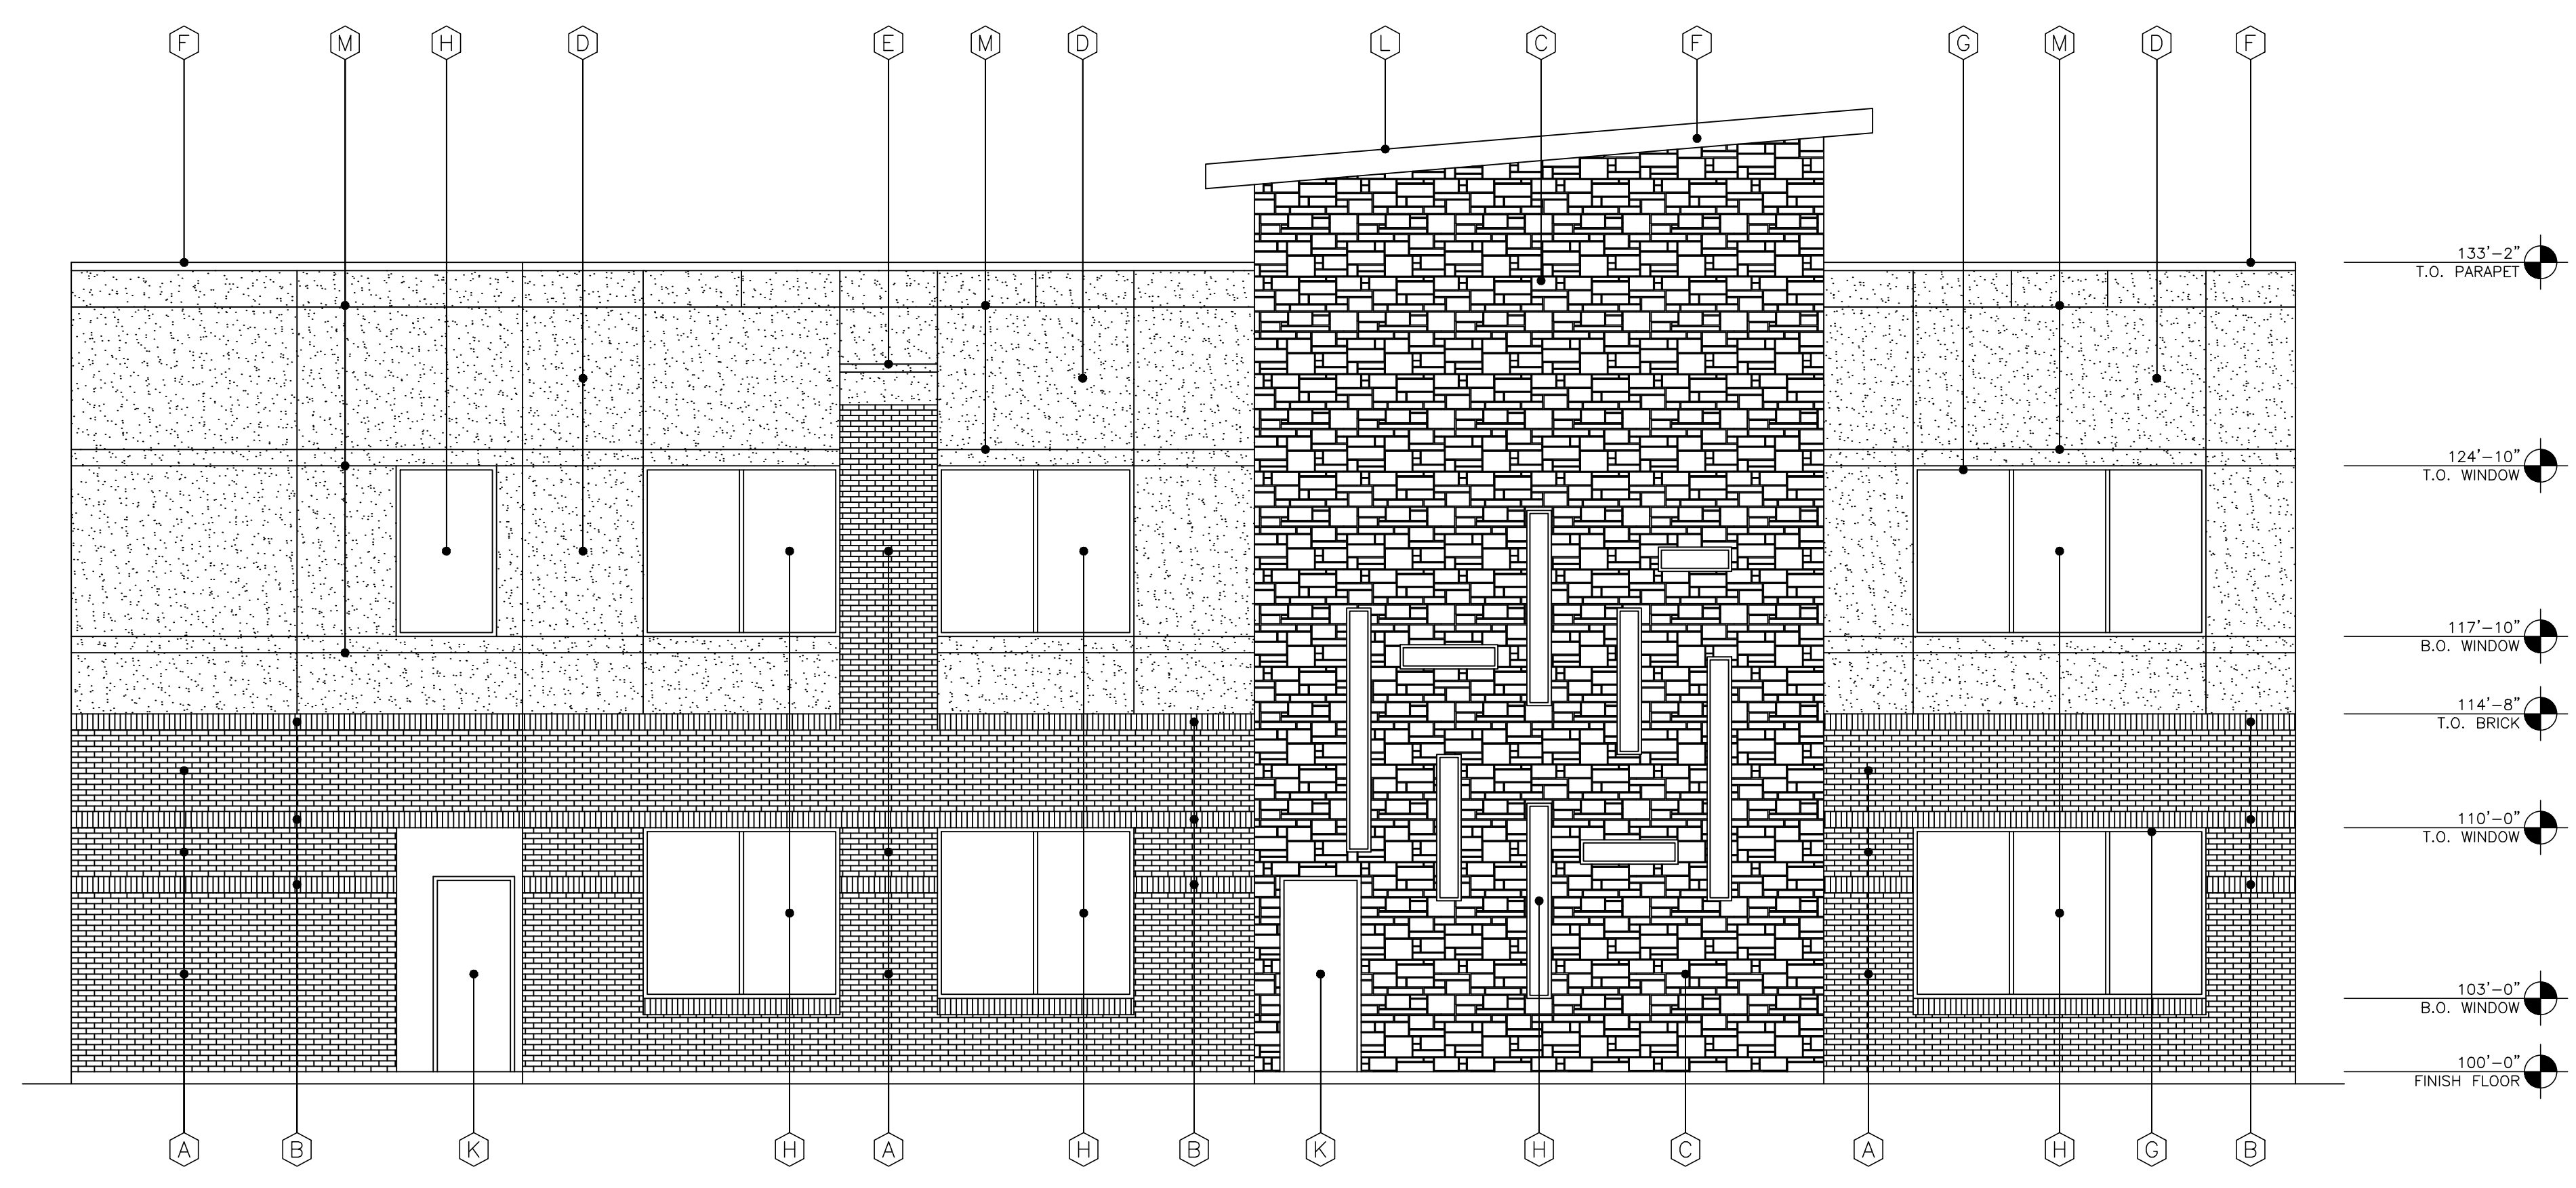 F M H D E M D L C F G M D F
133'-2"
T.O. PARAPET
124'-10"
T.O. WINDOW
117'-10"
B.O. WINDOW
114'-8"
T.O. BRICK
110'-0"
T.O. WINDOW
103'-0"
B.O. WINDOW
100'-0"
FINISH FLOOR
A B K H A H B K H C A H G B